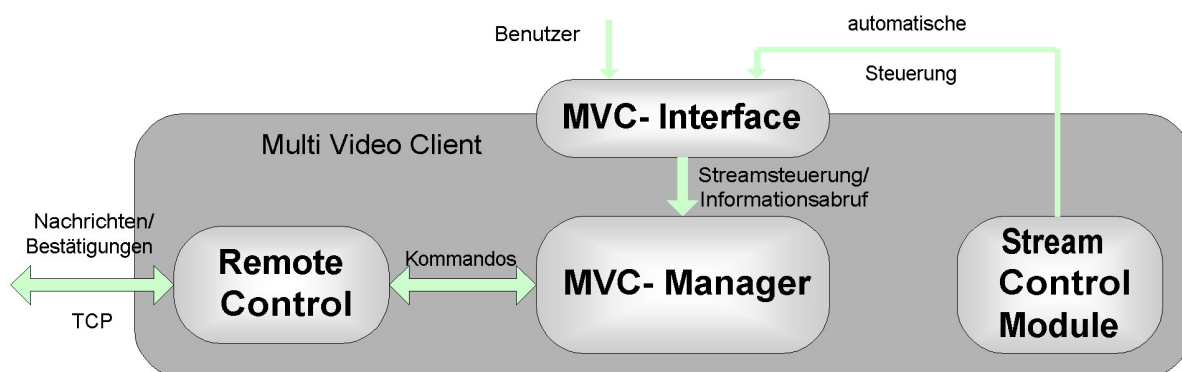 Benutzer
automatische
Steuerung
MVC- Interface
Multi Video Client
Streamsteuerung/
Informationsabruf
Nachrichten/
Bestätigungen
TCP
Remote
Control
Kommandos
MVC- Manager
Stream
Control
Module